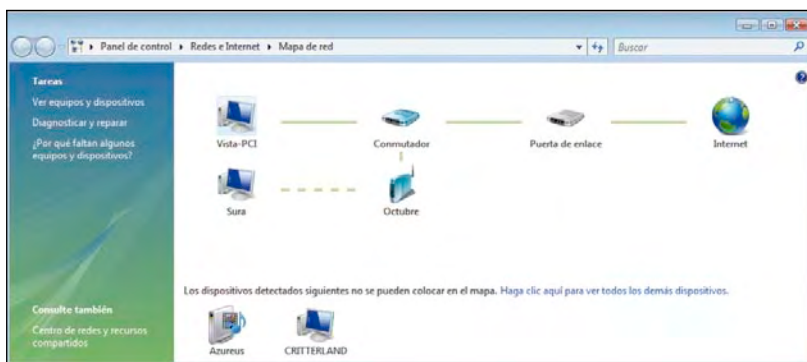 Panel de control
Redes e Internet
Mapa de red
Buscar
Tareas
Ver equipos y dispositivos
Diagnosticar y reparar
¿Por qué faltan algunos
equipos y dispositivos?
Vista-PCI
Conmutador
Puerta de enlace
Internet
Sura
Octubre
Los dispositivos detectados siguientes no se pueden colocar en el mapa. Haga clic aquí para ver todos los demás dispositivos.
Azureus
CRITTERLAND
Consulte también
Centro de redes y recursos
compartidos